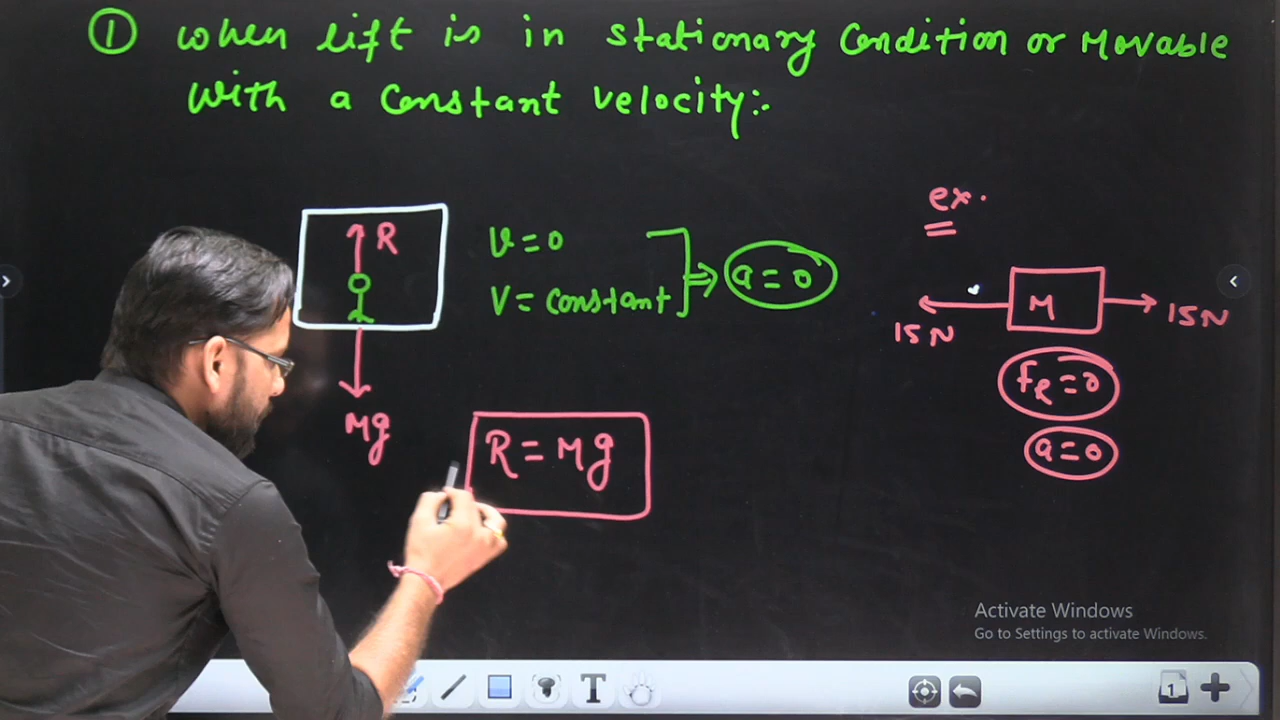 ① When lift is in stationary Condition or Movable
With a Constant velocity:.
ex.
R
v=0
V=constant
a=0
M
15N
15N
FR=0
Mg
R=Mg
a=0
Activate Windows
Go to Settings to activate Windows.
T
1